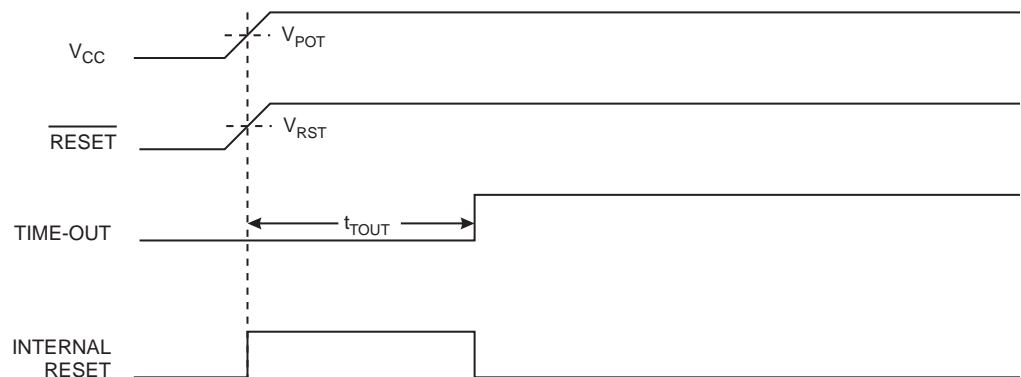 V_CC
V_POT
RESET
V_RST
TIME-OUT
t_TOUT
INTERNAL
RESET